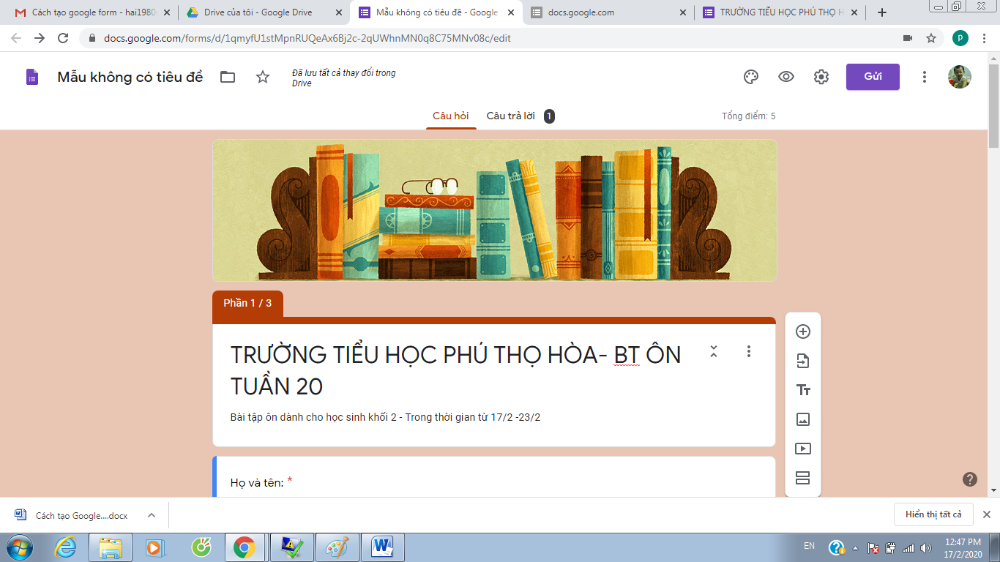 Cách tạo google form - hai1980
Drive của tôi - Google Drive
Mẫu không có tiêu đề - Google
docs.google.com
TRƯỜNG TIỂU HỌC PHÚ THỌ H
docs.google.com/forms/d/1qmyfU1stMpnRUQeAx6Bj2c-2qUWhnMN0q8C75MNv08c/edit
P
Mẫu không có tiêu đề
Đã lưu tất cả thay đổi trong
Drive
Gửi
Câu hỏi
Câu trả lời
1
Tổng điểm: 5
Phần 1 / 3
TRƯỜNG TIỂU HỌC PHÚ THỌ HÒA- BT ÔN
TUẦN 20
Bài tập ôn dành cho học sinh khối 2 - Trong thời gian từ 17/2 -23/2
Họ và tên: *
Cách tạo Google....docx
Hiển thị tất cả
EN
12:47 PM
17/2/2020